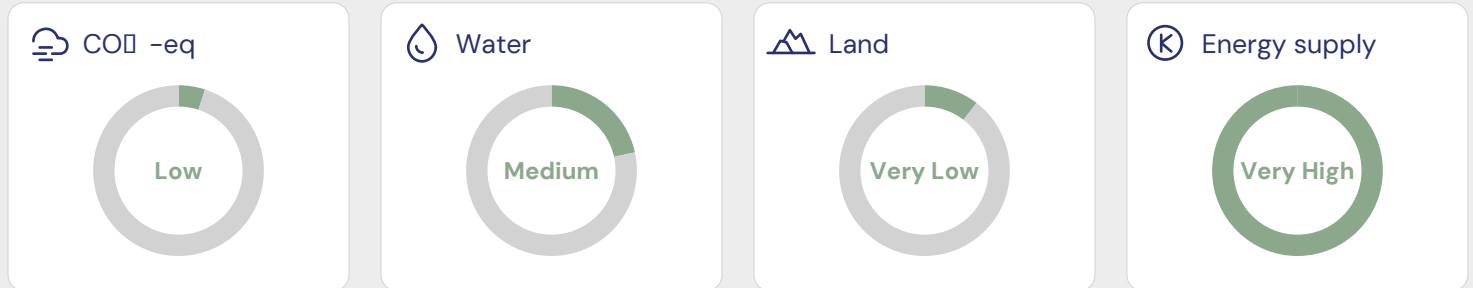 CO▯ -eq
Low
Water
Medium
Land
Very Low
Energy supply
Very High